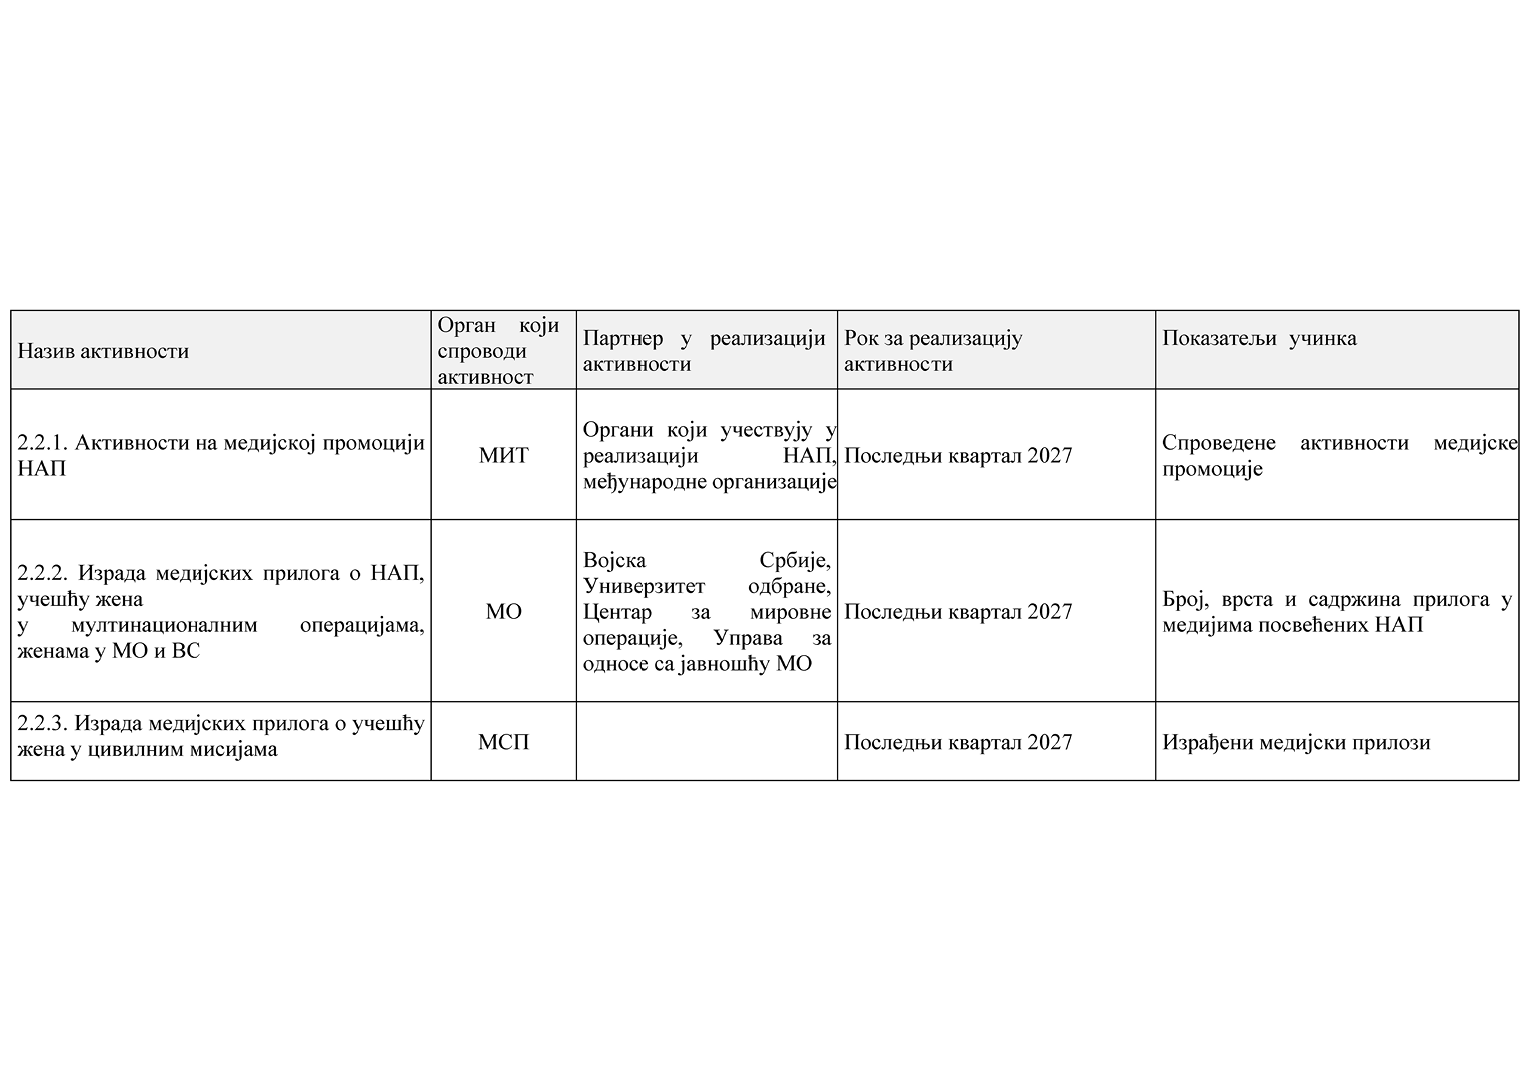 Назив активности
Орган који
спроводи
активност
Партнер у реализацији
активности
Рок за реализацију
активности
Показатељи учинка
2.2.1. Активности на медијској промоцији
НАП
МИТ
Органи који учествују у
реализацији НАП,
међународне организације
Последњи квартал 2027
Спроведене активности медијске
промоције
2.2.2. Израда медијских прилога о НАП,
учешћу жена
у мултинационалним операцијама,
женама у МО и ВС
МО
Војска Србије,
Универзитет одбране,
Центар за мировне
операције, Управа за
односе са јавношћу МО
Последњи квартал 2027
Број, врста и садржина прилога у
медијима посвећених НАП
2.2.3. Израда медијских прилога о учешћу
жена у цивилним мисијама
МСП
Последњи квартал 2027
Израђени медијски прилози